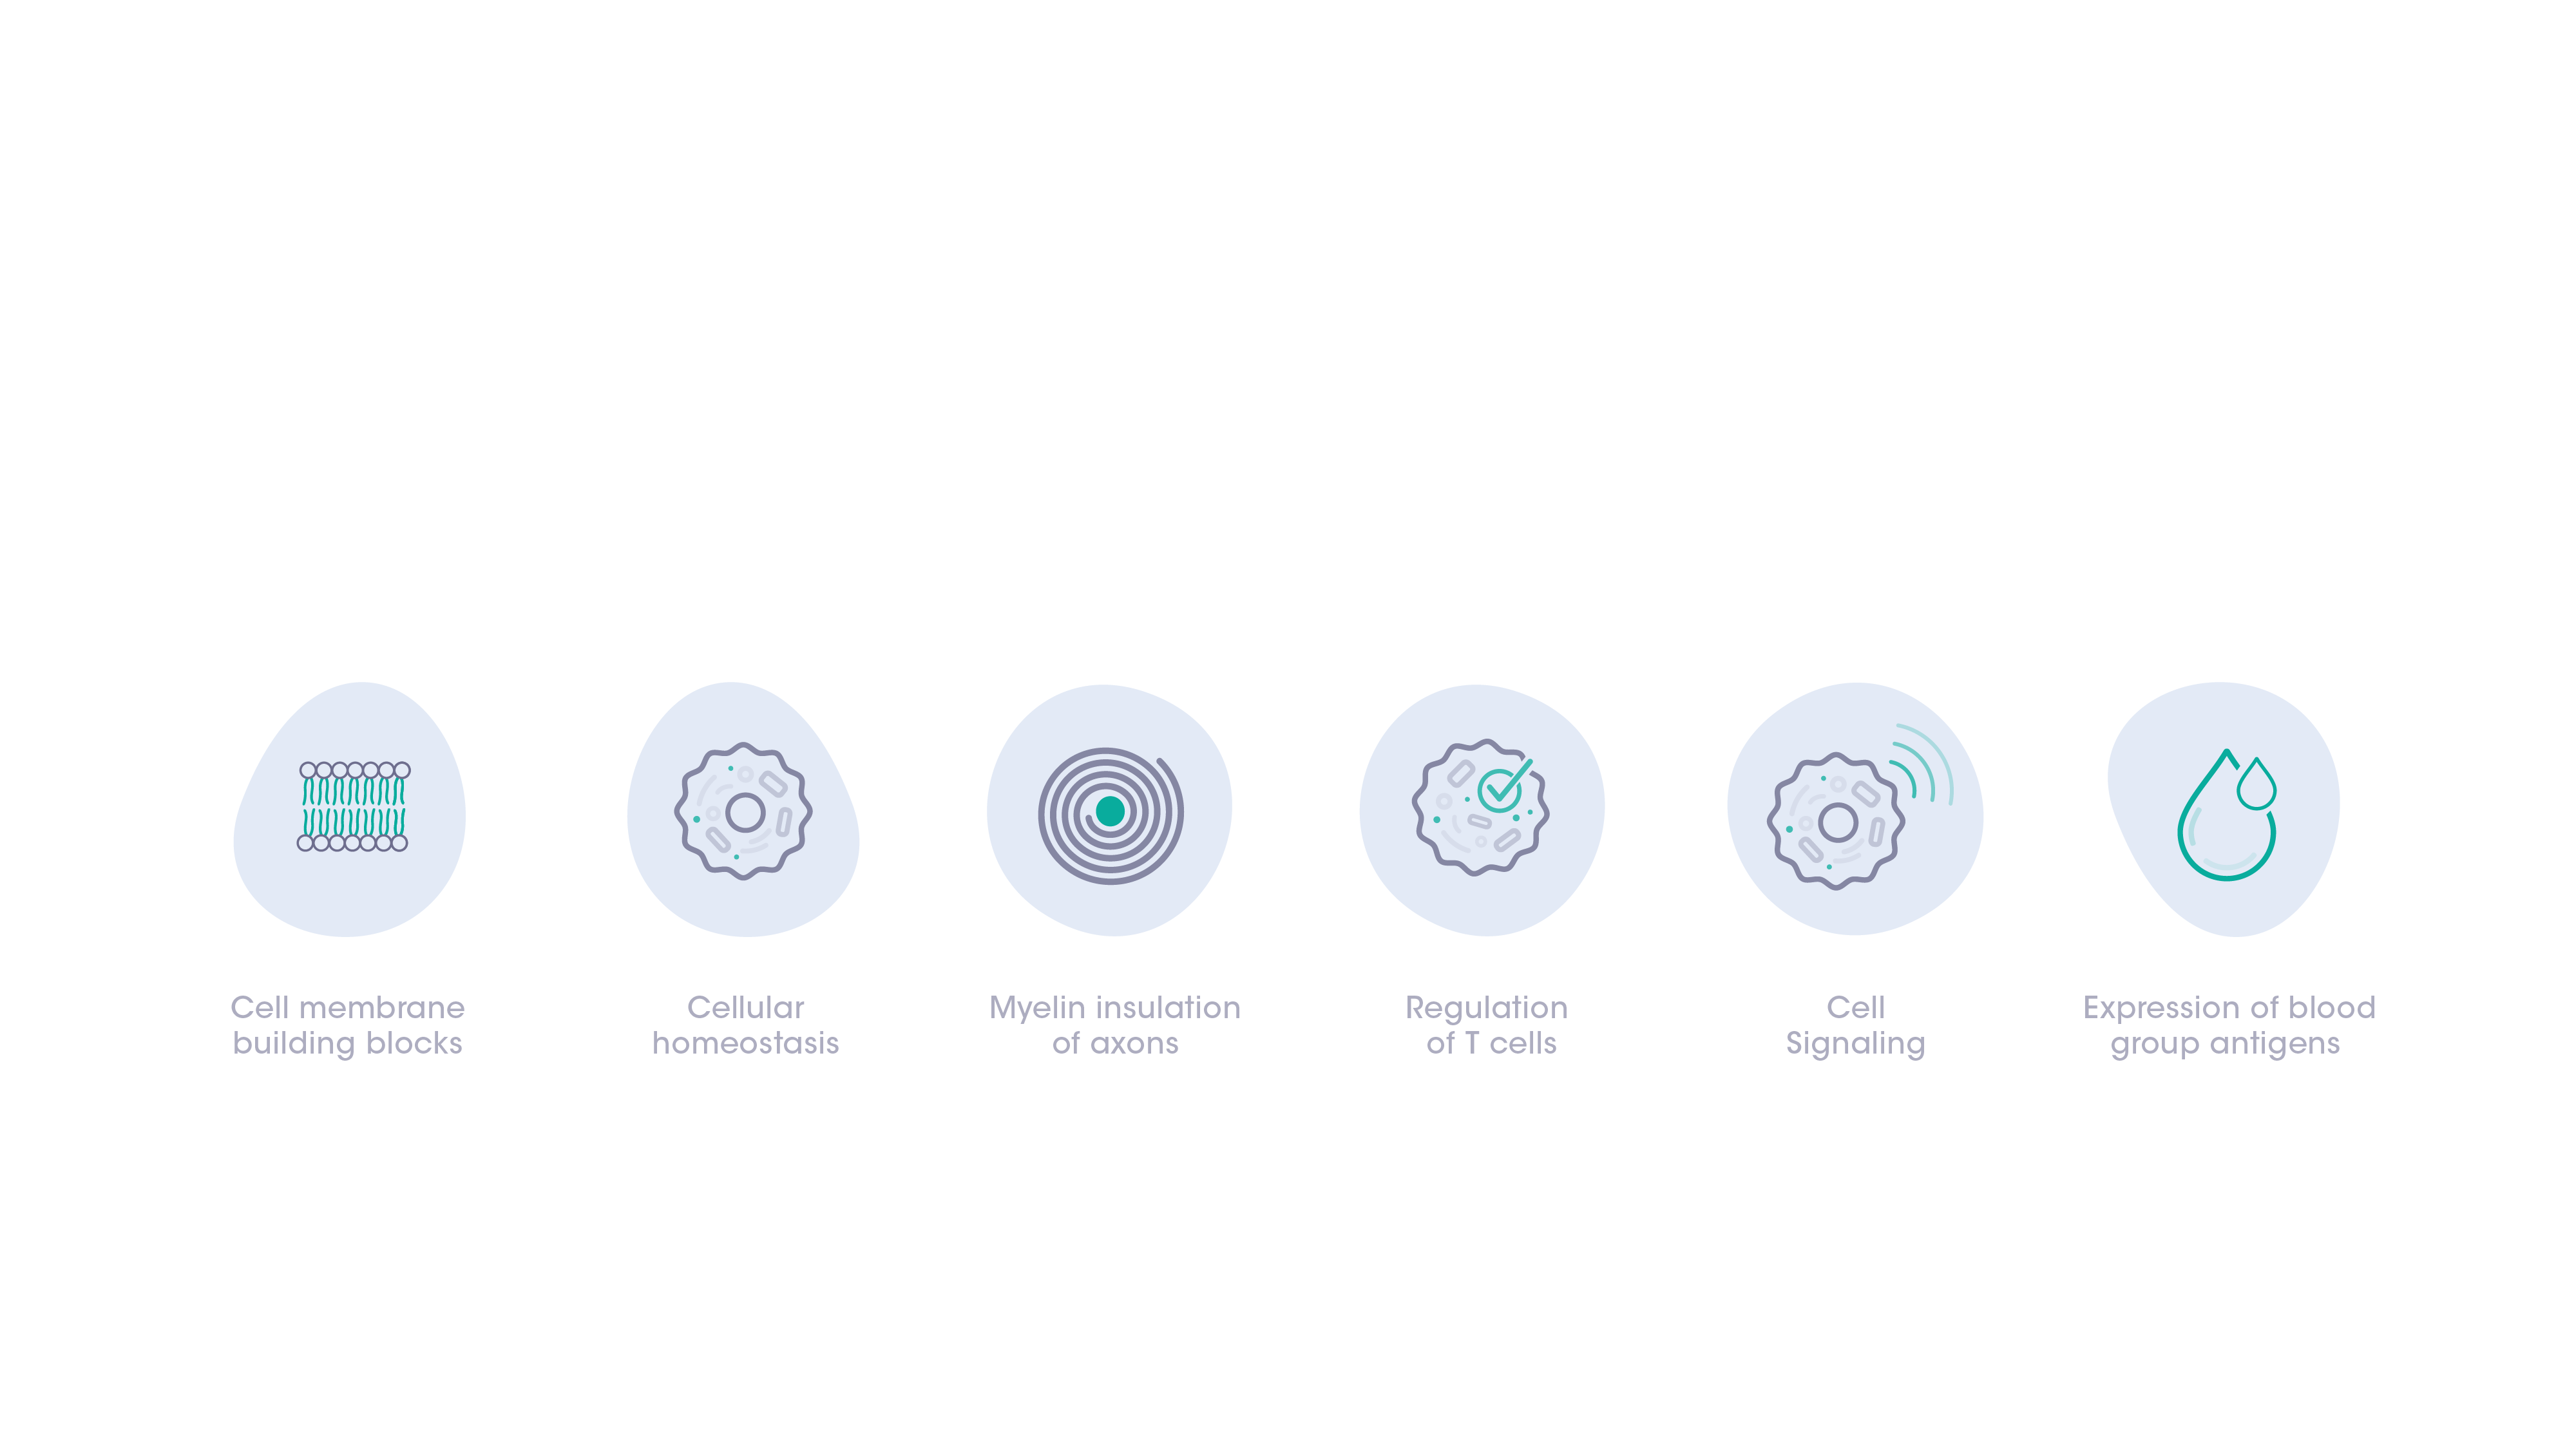 Cell membrane
building blocks
Cellular
homeostasis
Myelin insulation
of axons
Regulation
of T cells
Cell
Signaling
Expression of blood
group antigens